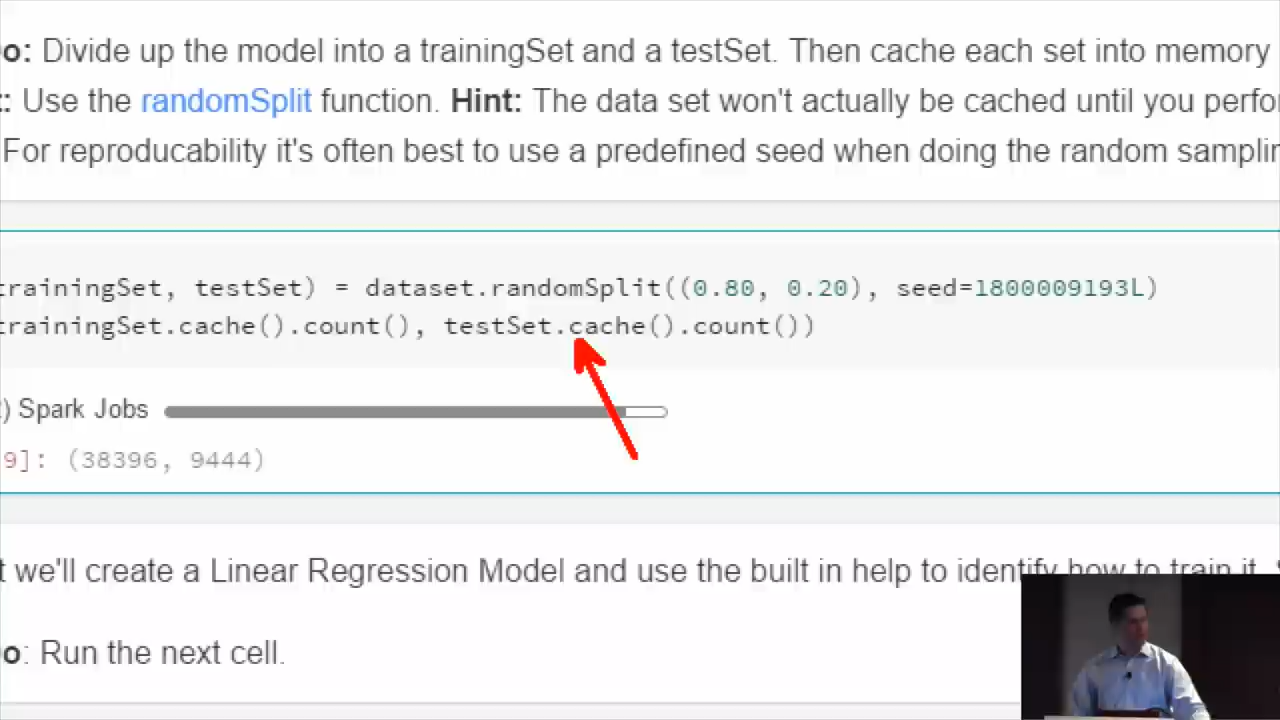 o: Divide up the model into a trainingSet and a testSet. Then cache each set into memory
: Use the randomSplit function. Hint: The data set won't actually be cached until you perfo
For reproducability it's often best to use a predefined seed when doing the random samplin
trainingSet, testSet) = dataset.randomSplit((0.80, 0.20), seed=1800009193L)
trainingSet.cache().count(), testSet.cache().count())
) Spark Jobs
9]: (38396, 9444)
t we'll create a Linear Regression Model and use the built in help to identify how to train it.
o: Run the next cell.